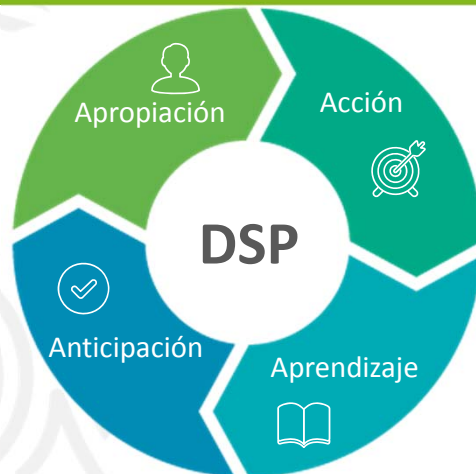 Apropiación
Acción
DSP
Anticipación
Aprendizaje